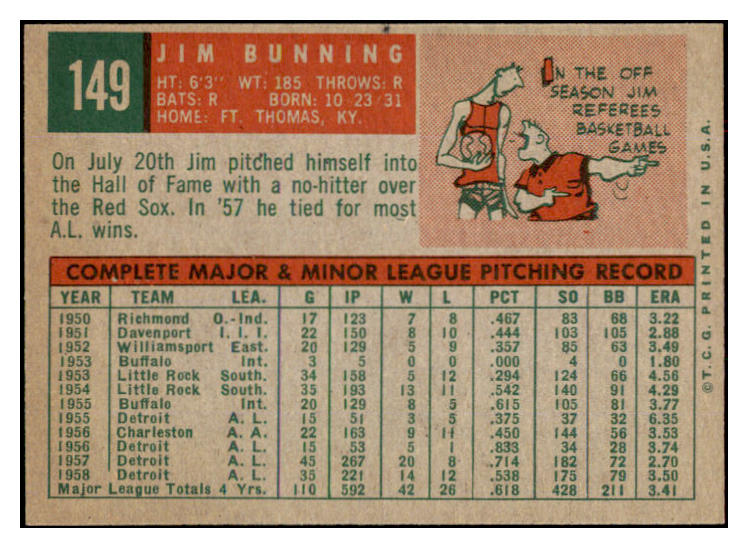 149
JIM BUNNING
HT: 6'3" WT: 185 THROWS: R
BATS: R BORN: 10 23/31
HOME: FT. THOMAS, KY.
IN THE OFF
SEASON JIM
REFEREES
BASKETBALL
GAMES
On July 20th Jim pitched himself into
the Hall of Fame with a no-hitter over
the Red Sox. In '57 he tied for most
A.L. wins.
COMPLETE MAJOR & MINOR LEAGUE PITCHING RECORD
YEAR TEAM LEA. G IP W L PCT SO BB ERA
1950 Richmond O.-Ind. 17 123 7 8 .467 83 68 3.22
1951 Davenport I. I. I. 22 150 8 10 .444 103 105 2.88
1952 Williamsport East. 20 129 5 9 .357 85 63 3.49
1953 Buffalo Int. 3 5 0 0 .000 4 0 1.80
1953 Little Rock South. 34 158 5 12 .294 124 66 4.56
1954 Little Rock South. 35 193 13 11 .542 140 91 4.29
1955 Buffalo Int. 20 129 8 5 .615 105 81 3.77
1955 Detroit A. L. 15 51 3 5 .375 37 32 6.35
1956 Charleston A. A. 22 163 9 11 .450 144 56 3.53
1956 Detroit A. L. 15 53 5 1 .833 34 28 3.74
1957 Detroit A. L. 45 267 20 8 .714 182 72 2.70
1958 Detroit A. L. 35 221 14 12 .538 175 79 3.50
Major League Totals 4 Yrs. 110 592 42 26 .618 428 211 3.41
© T. C. G. PRINTED IN U.S.A.